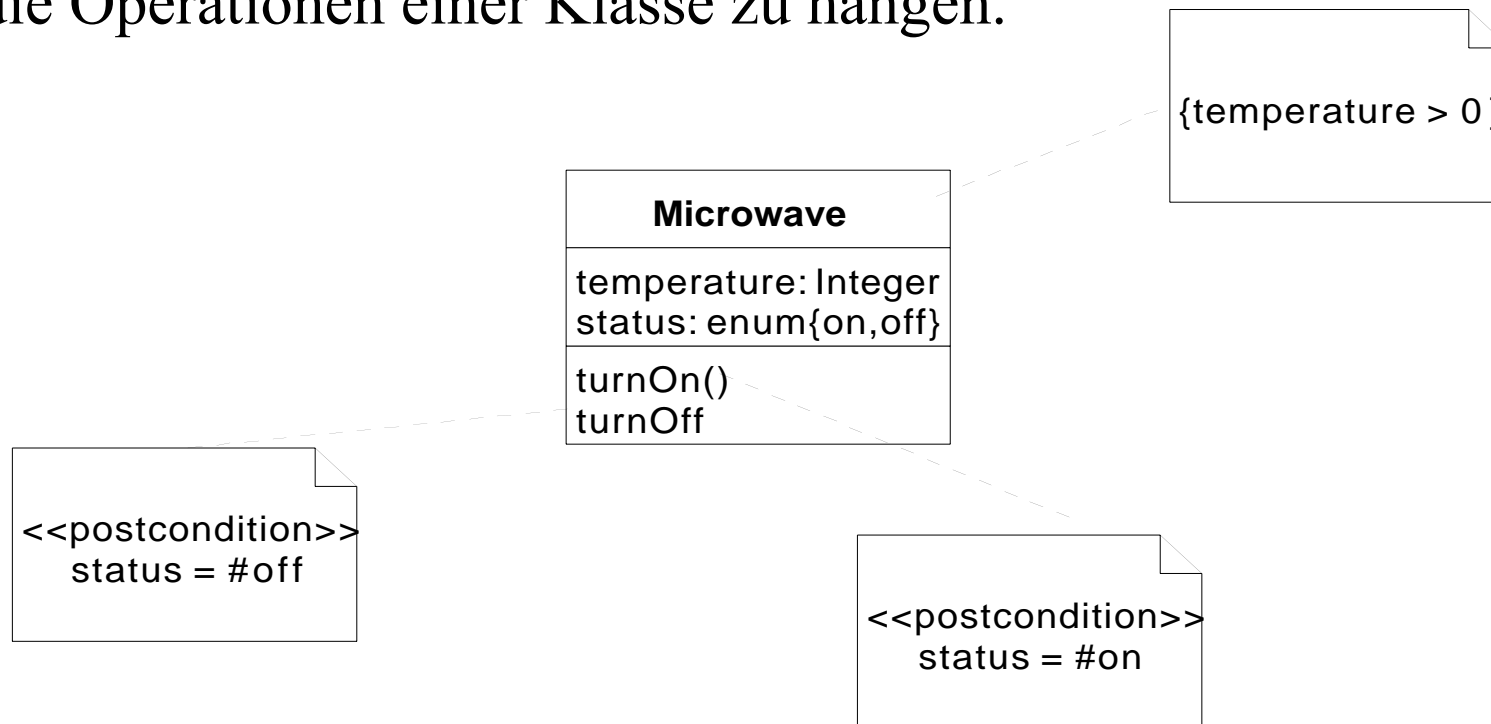 die Operationen einer Klasse zu hängen.
{temperature > 0}
Microwave
temperature: Integer
status: enum{on,off}
turnOn()
turnOff
<<postcondition>>
status = #off
<<postcondition>>
status = #on